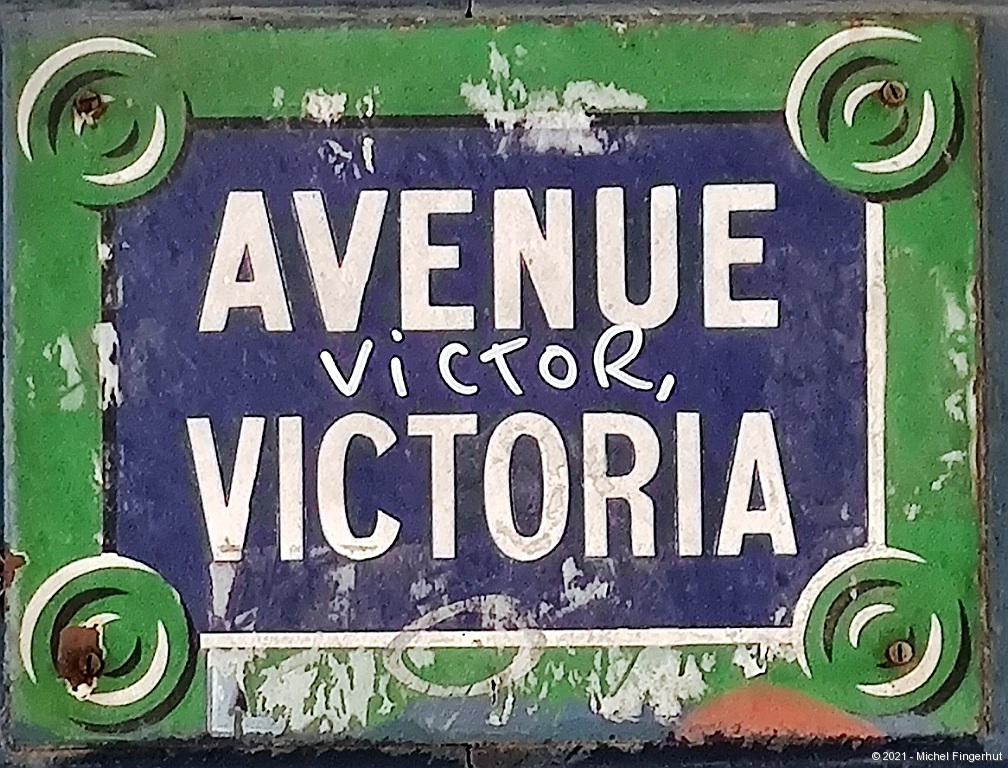 AVENUE
ViCTOR,
VICTORIA
© 2021 - Michel Fingerhut